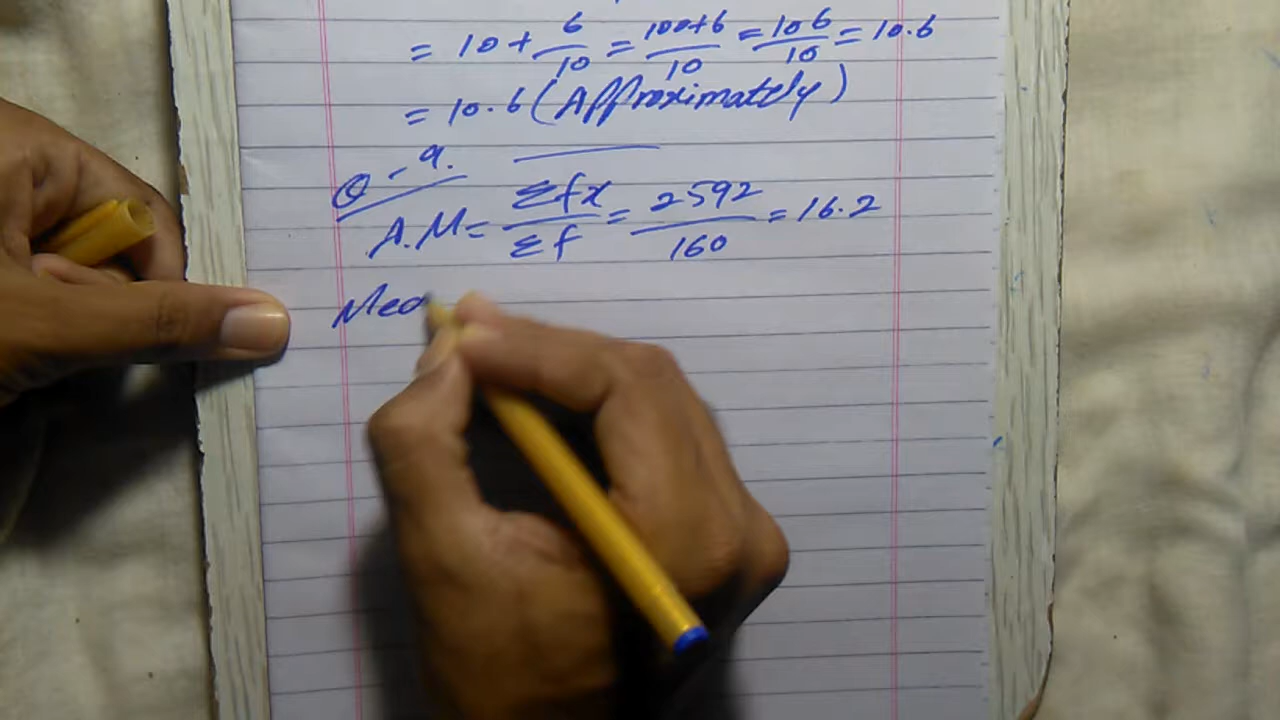 = 10 + 6/10 = 100+6/10 = 106/10 = 10.6
= 10.6 (Approximately)
Q-9.
A.M = Σfx/Σf = 2592/160 = 16.2
Med